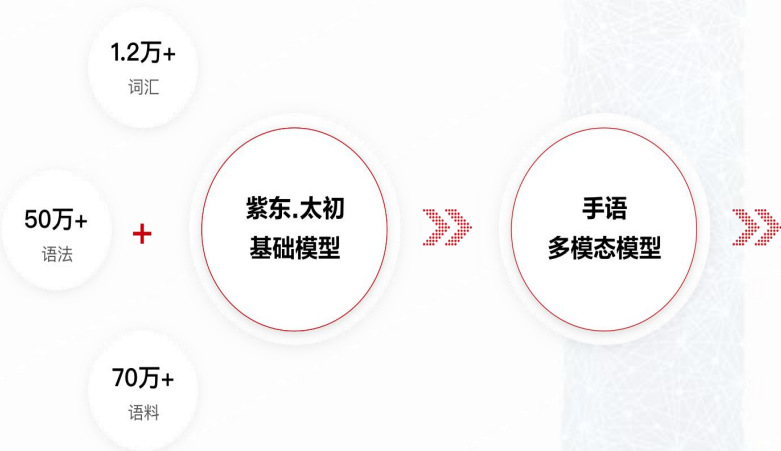 1.2万+
词汇
50万+
语法
+
70万+
语料
紫东.太初
基础模型
手语
多模态模型